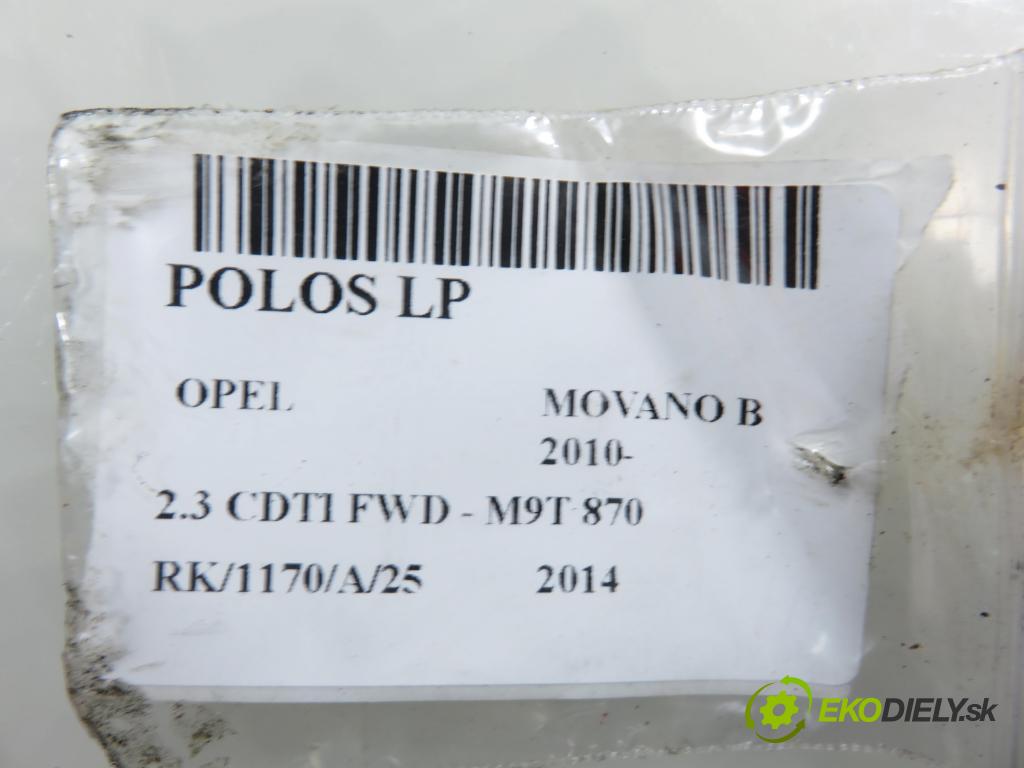 POLOS LP
OPEL MOVANO B
2010-
2.3 CDTI FWD - M9T 870
RK/1170/A/25 2014
EKODIELY.sk